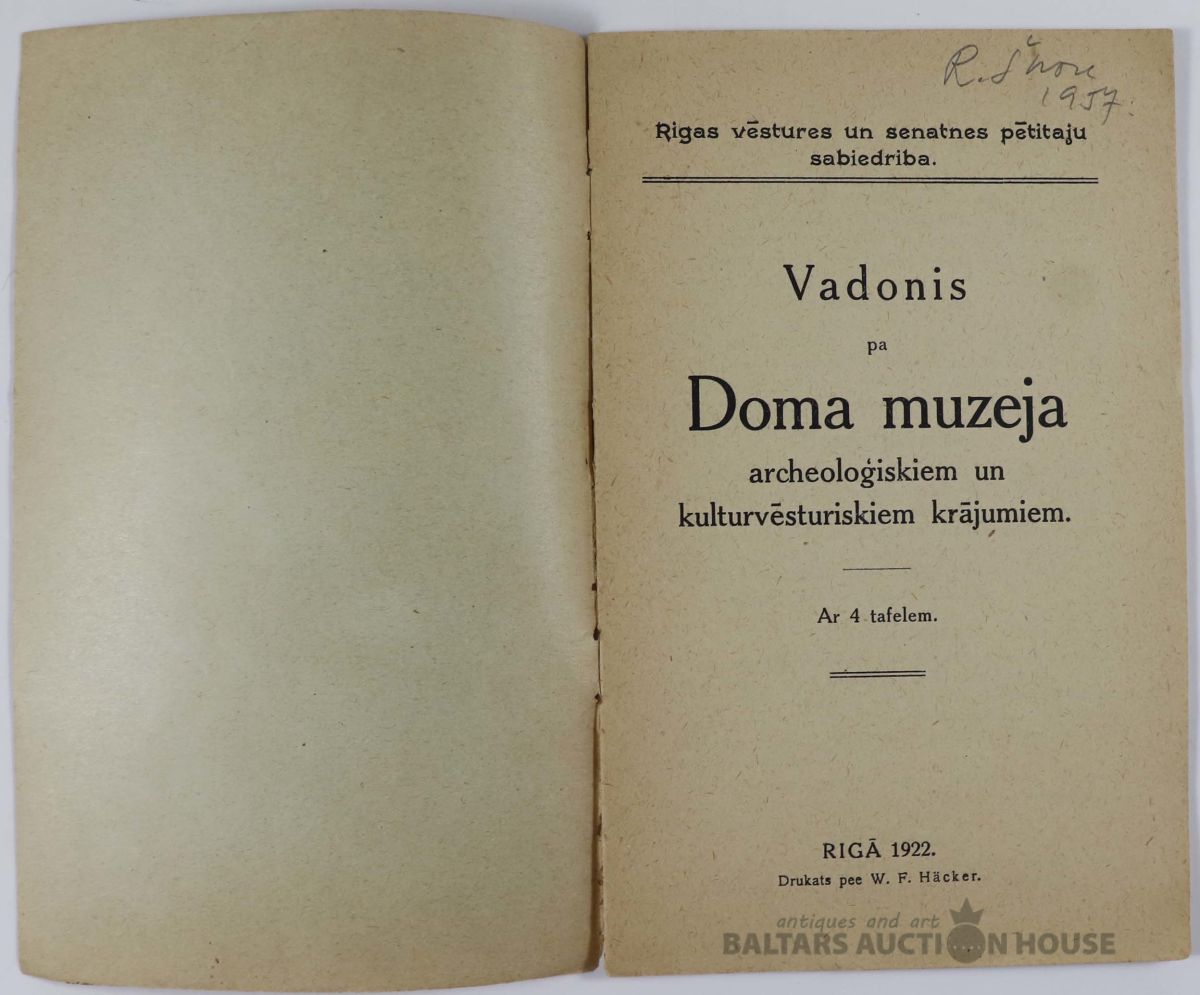 R. Šnore
1957.
Rigas vēstures un senatnes pētitaju
sabiedriba.
Vadonis
pa
Doma muzeja
archeoloģiskiem un
kulturvēsturiskiem krājumiem.
Ar 4 tafelem.
RIGĀ 1922.
Drukats pee W. F. Häcker.
antiques and art
BALTARS AUCTION HOUSE